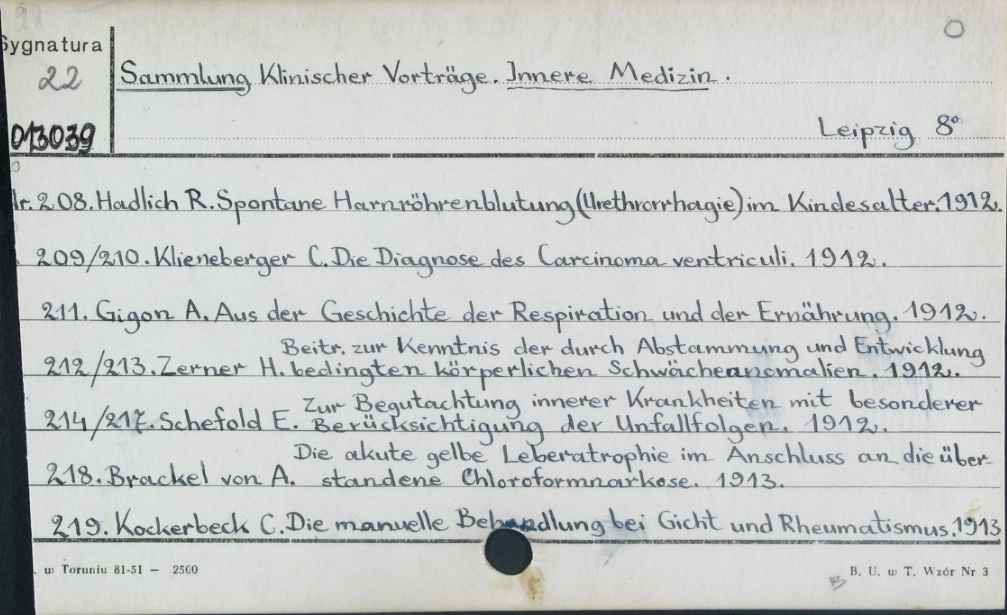 Sygnatura
22
013039
Sammlung Klinischer Vorträge. Innere Medizin.
Leipzig 8°
Nr. 208. Hadlich R. Spontane Harnröhrenblutung (Urethrorrhagie) im Kindesalter. 1912.
209/210. Klieneberger C. Die Diagnose des Carcinoma ventriculi. 1912.
211. Gigon A. Aus der Geschichte der Respiration und der Ernährung. 1912.
Beitr. zur Kenntnis der durch Abstammung und Entwicklung
212/213. Zerner H. bedingten körperlichen Schwächeanomalien. 1912.
Zur Begutachtung innerer Krankheiten mit besonderer
214/217. Schefold E. Berücksichtigung der Unfallfolgen. 1912.
Die akute gelbe Leberatrophie im Anschluss an die über-
218. Brackel von A. standene Chloroformnarkose. 1913.
219. Kockerbeck C. Die manuelle Behandlung bei Gicht und Rheumatismus. 1913
. w Toruniu 81-51 — 2500
B. U. w T. Wzór Nr 3